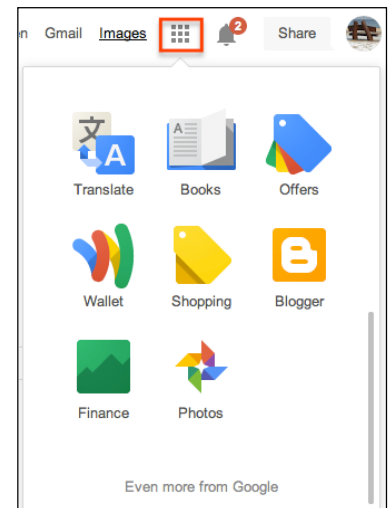 n Gmail Images 2 Share
文 A
A
Translate Books Offers
Wallet Shopping Blogger
B
Finance Photos
Even more from Google